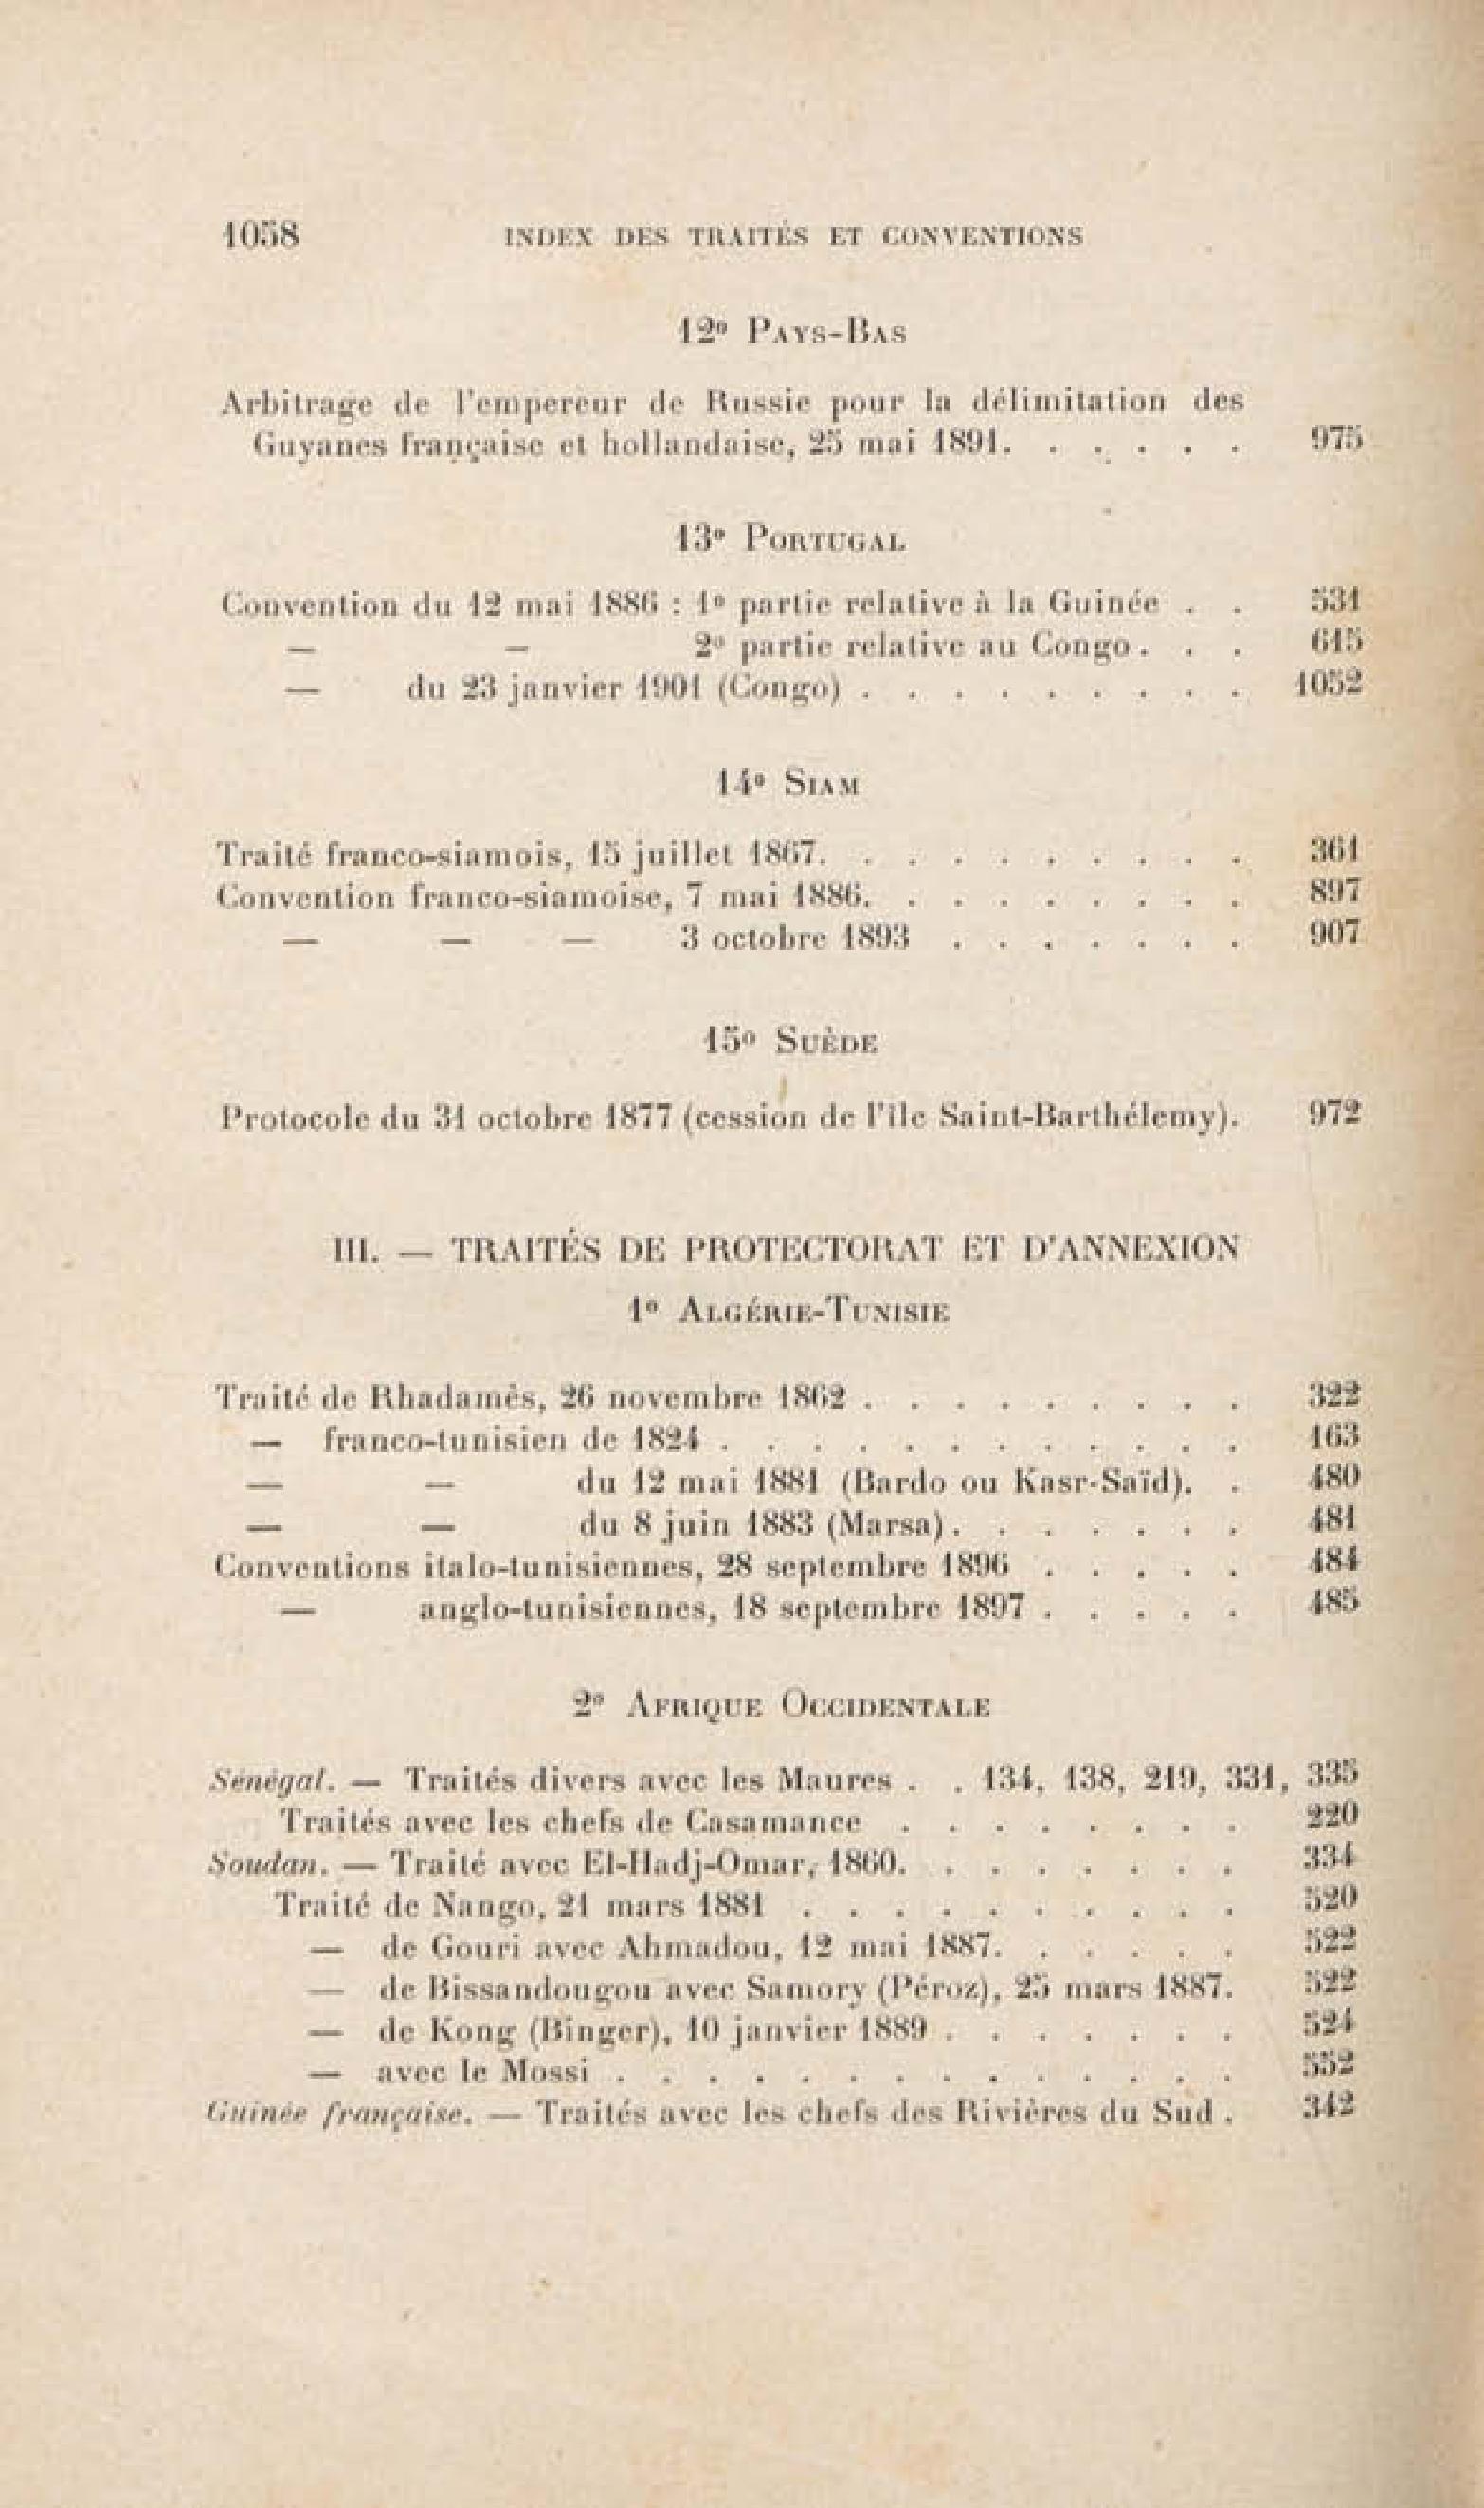 1058 INDEX DES TRAITÉS ET CONVENTIONS
12º PAYS-BAS
Arbitrage de l'empereur de Russie pour la délimitation des
Guyanes française et hollandaise, 25 mai 1891. . . . . . 975
13º PORTUGAL
Convention du 12 mai 1886 : 1º partie relative à la Guinée . . 531
— — 2º partie relative au Congo. . . . 615
— du 23 janvier 1901 (Congo) . . . . . . . . . 1052
14º SIAM
Traité franco-siamois, 15 juillet 1867. . . . . . . . . . 361
Convention franco-siamoise, 7 mai 1886. . . . . . . . . 897
— — — 3 octobre 1893 . . . . . . . 907
15º SUÈDE
Protocole du 31 octobre 1877 (cession de l'île Saint-Barthélemy). 972
III. — TRAITÉS DE PROTECTORAT ET D'ANNEXION
1º ALGÉRIE-TUNISIE
Traité de Rhadamès, 26 novembre 1862 . . . . . . . . . 322
— franco-tunisien de 1824 . . . . . . . . . . . . 163
— — du 12 mai 1881 (Bardo ou Kasr-Saïd). . 480
— — du 8 juin 1883 (Marsa). . . . . . . 481
Conventions italo-tunisiennes, 28 septembre 1896 . . . . . 484
— anglo-tunisiennes, 18 septembre 1897 . . . . . 485
2º AFRIQUE OCCIDENTALE
Sénégal. — Traités divers avec les Maures . . 134, 138, 219, 331, 335
Traités avec les chefs de Casamance . . . . . . . . 220
Soudan. — Traité avec El-Hadj-Omar, 1860. . . . . . . . 334
Traité de Nango, 21 mars 1881 . . . . . . . . . . 520
— de Gouri avec Ahmadou, 12 mai 1887. . . . . . 522
— de Bissandougou avec Samory (Péroz), 25 mars 1887. 522
— de Kong (Binger), 10 janvier 1889 . . . . . . . 524
— avec le Mossi . . . . . . . . . . . . . . 552
Guinée française. — Traités avec les chefs des Rivières du Sud . 342